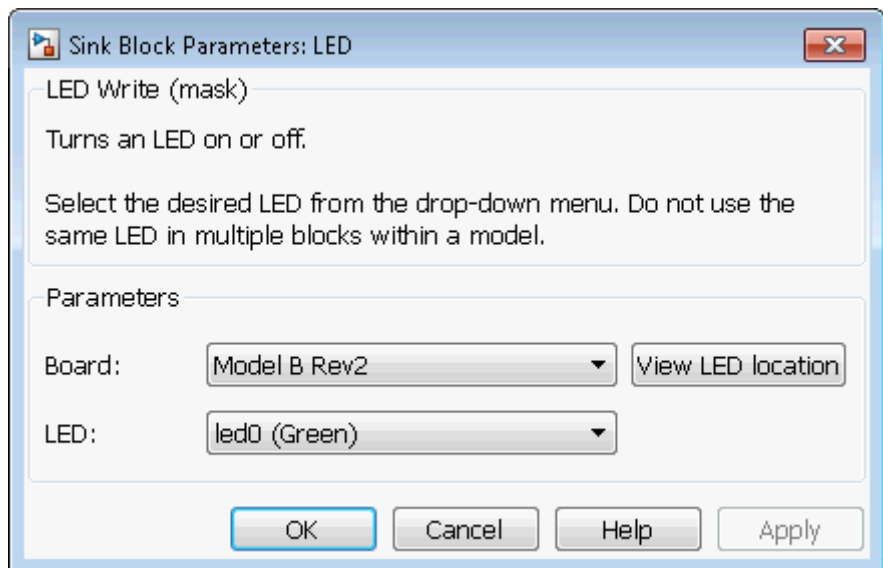 Sink Block Parameters: LED
LED Write (mask)
Turns an LED on or off.
Select the desired LED from the drop-down menu. Do not use the
same LED in multiple blocks within a model.
Parameters
Board: Model B Rev2 View LED location
LED: led0 (Green)
OK Cancel Help Apply